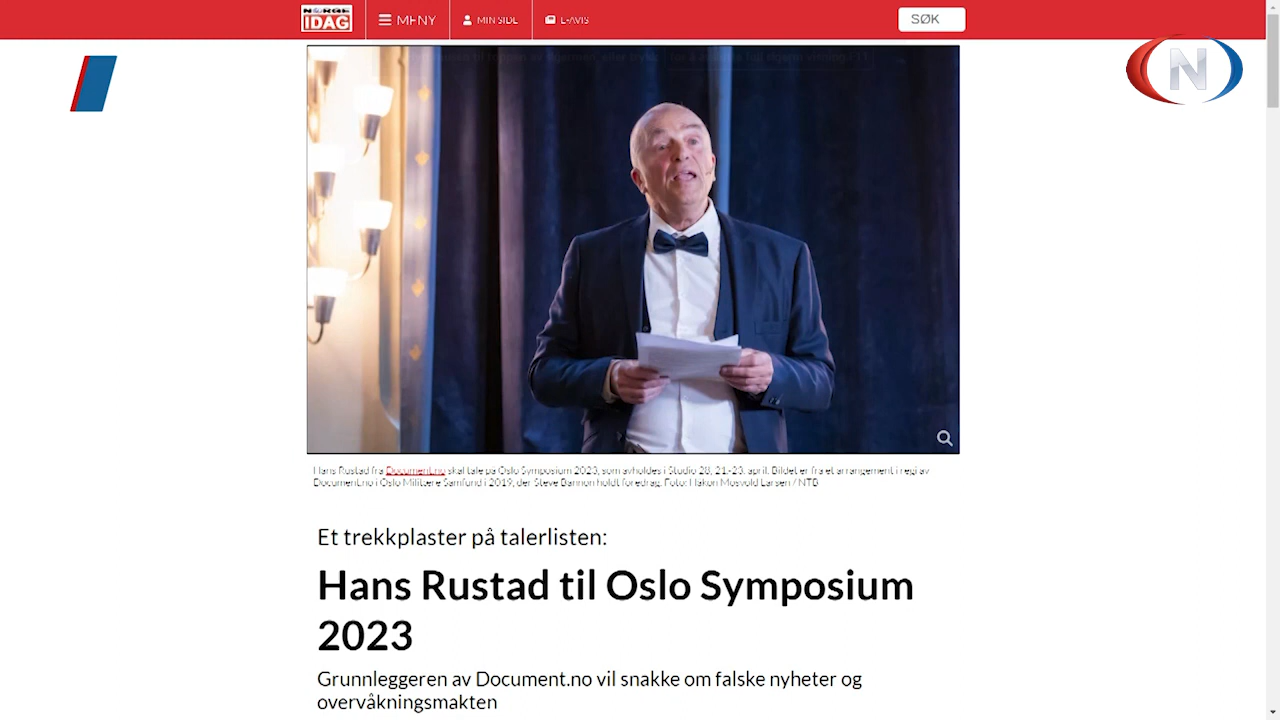 NORGE
IDAG
MENY
MIN SIDE
E-AVIS
SØK
N
Hans Rustad fra Document.no skal tale på Oslo Symposium 2023, som avholdes i Studio 28, 21.-23. april. Bildet er fra et arrangement i regi av
Document.no i Oslo Militære Samfund i 2019, der Steve Bannon holdt foredrag. Foto: Håkon Mosvold Larsen / NTB
Et trekkplaster på talerlisten:
Hans Rustad til Oslo Symposium
2023
Grunnleggeren av Document.no vil snakke om falske nyheter og
overvåkningsmakten